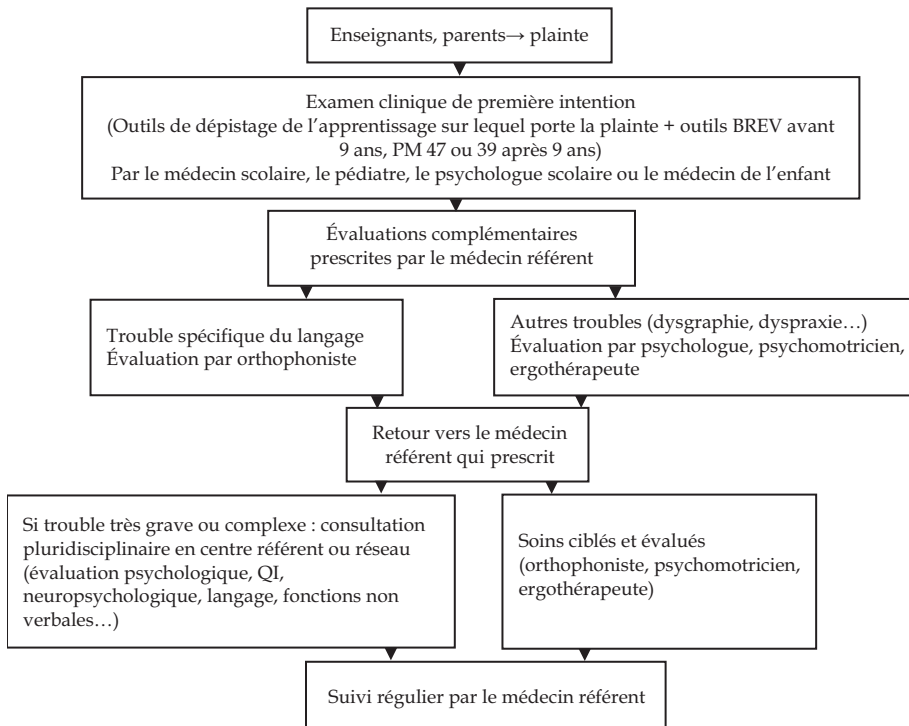 Enseignants, parents→ plainte
Examen clinique de première intention
(Outils de dépistage de l’apprentissage sur lequel porte la plainte + outils BREV avant
9 ans, PM 47 ou 39 après 9 ans)
Par le médecin scolaire, le pédiatre, le psychologue scolaire ou le médecin de l’enfant
Évaluations complémentaires
prescrites par le médecin référent
Trouble spécifique du langage
Évaluation par orthophoniste
Autres troubles (dysgraphie, dyspraxie…)
Évaluation par psychologue, psychomotricien,
ergothérapeute
Retour vers le médecin
référent qui prescrit
Si trouble très grave ou complexe : consultation
pluridisciplinaire en centre référent ou réseau
(évaluation psychologique, QI,
neuropsychologique, langage, fonctions non
verbales…)
Soins ciblés et évalués
(orthophoniste, psychomotricien,
ergothérapeute)
Suivi régulier par le médecin référent